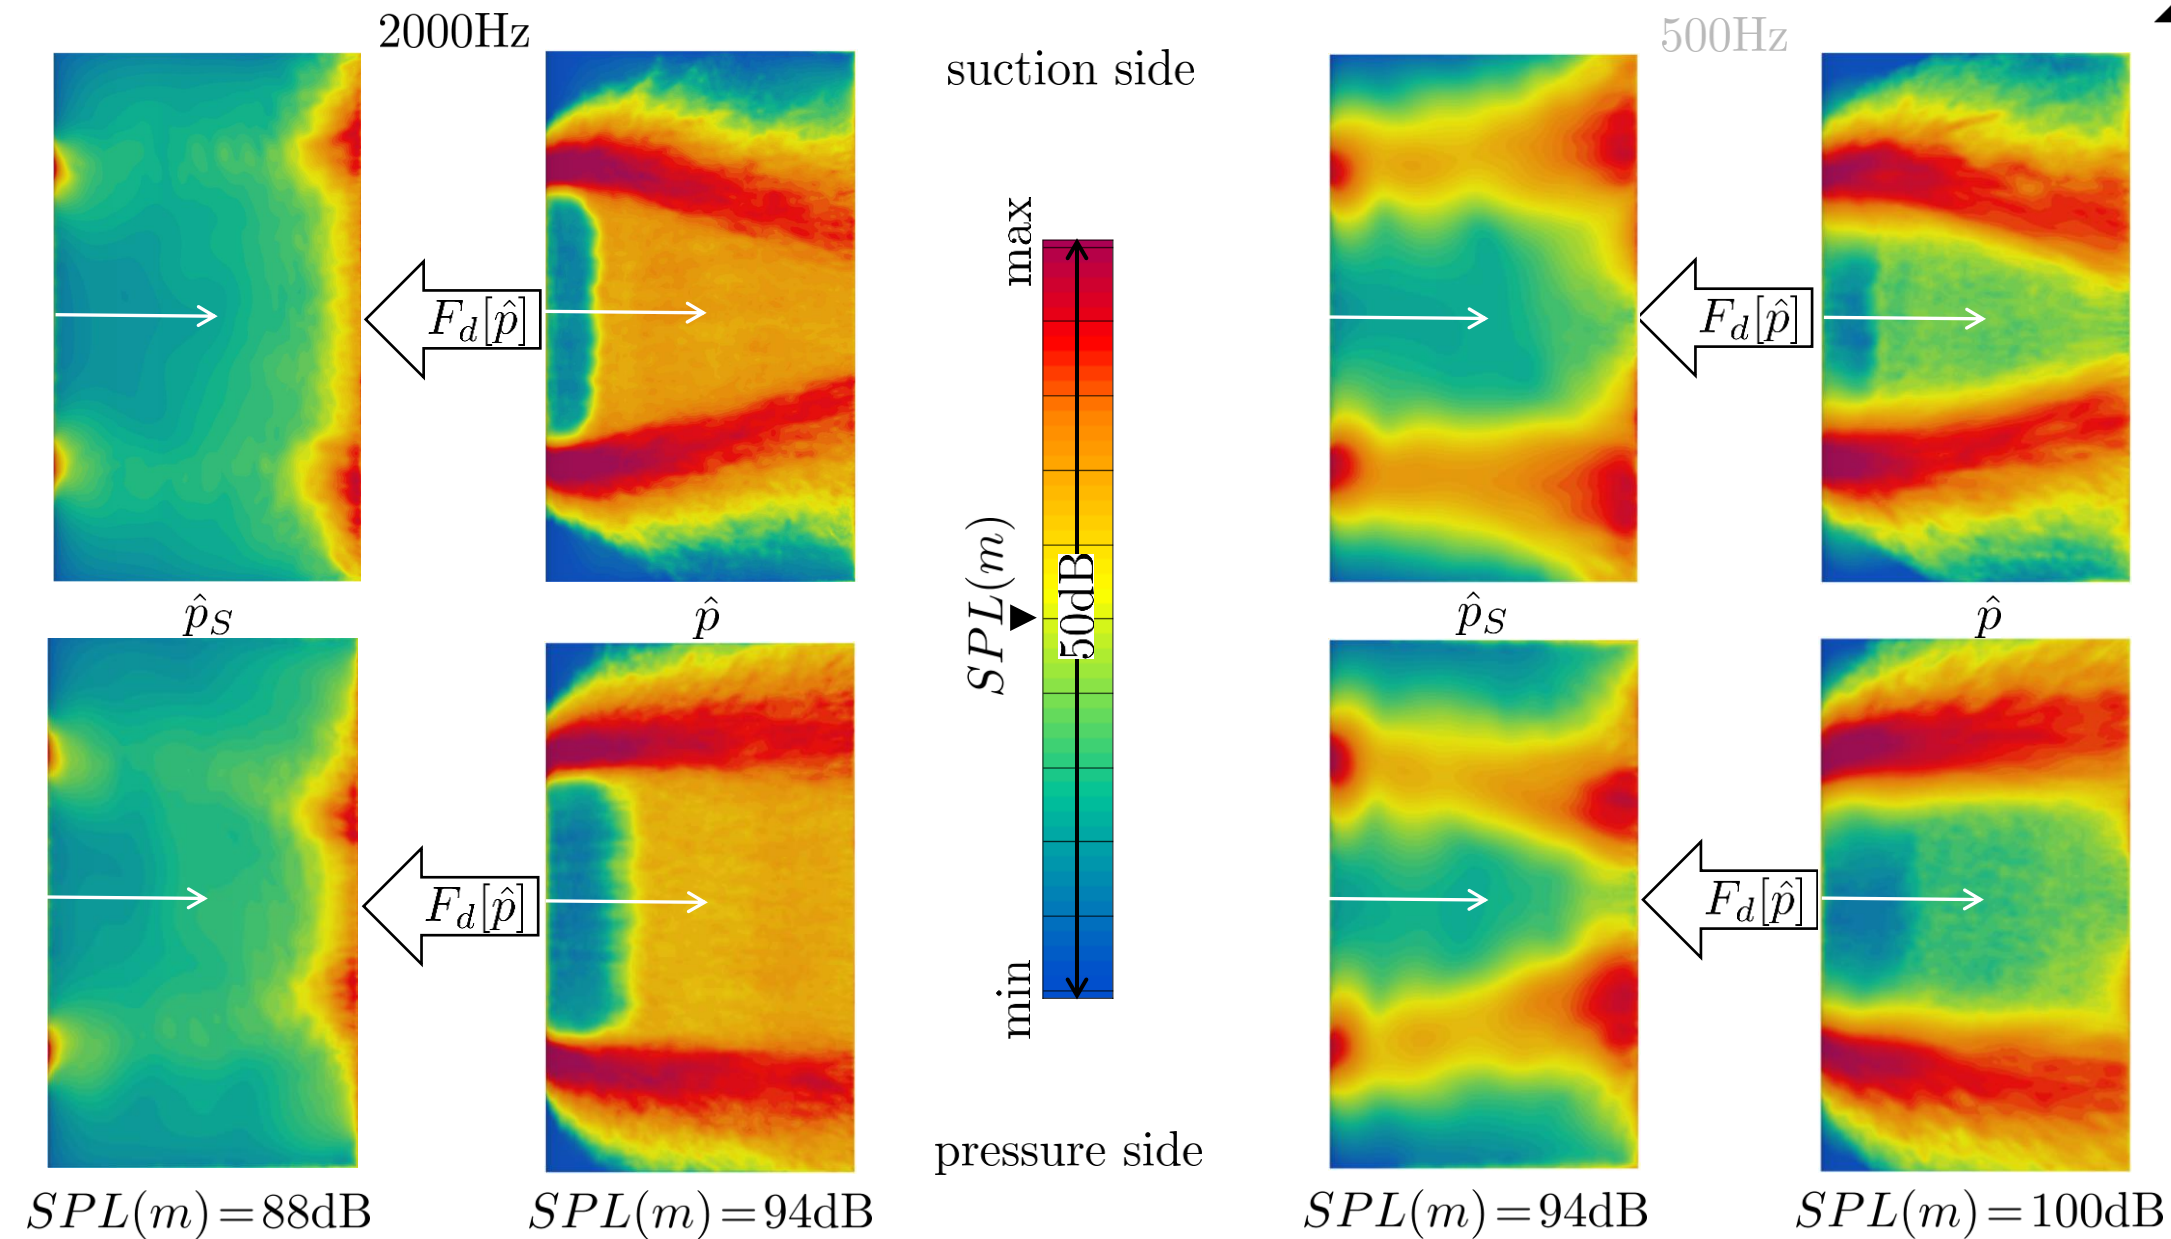 2000Hz
500Hz
suction side
F_d[p̂]
F_d[p̂]
max
SPL(m)
50dB
min
p̂_S
p̂
p̂_S
p̂
F_d[p̂]
F_d[p̂]
pressure side
SPL(m)=88dB
SPL(m)=94dB
SPL(m)=94dB
SPL(m)=100dB